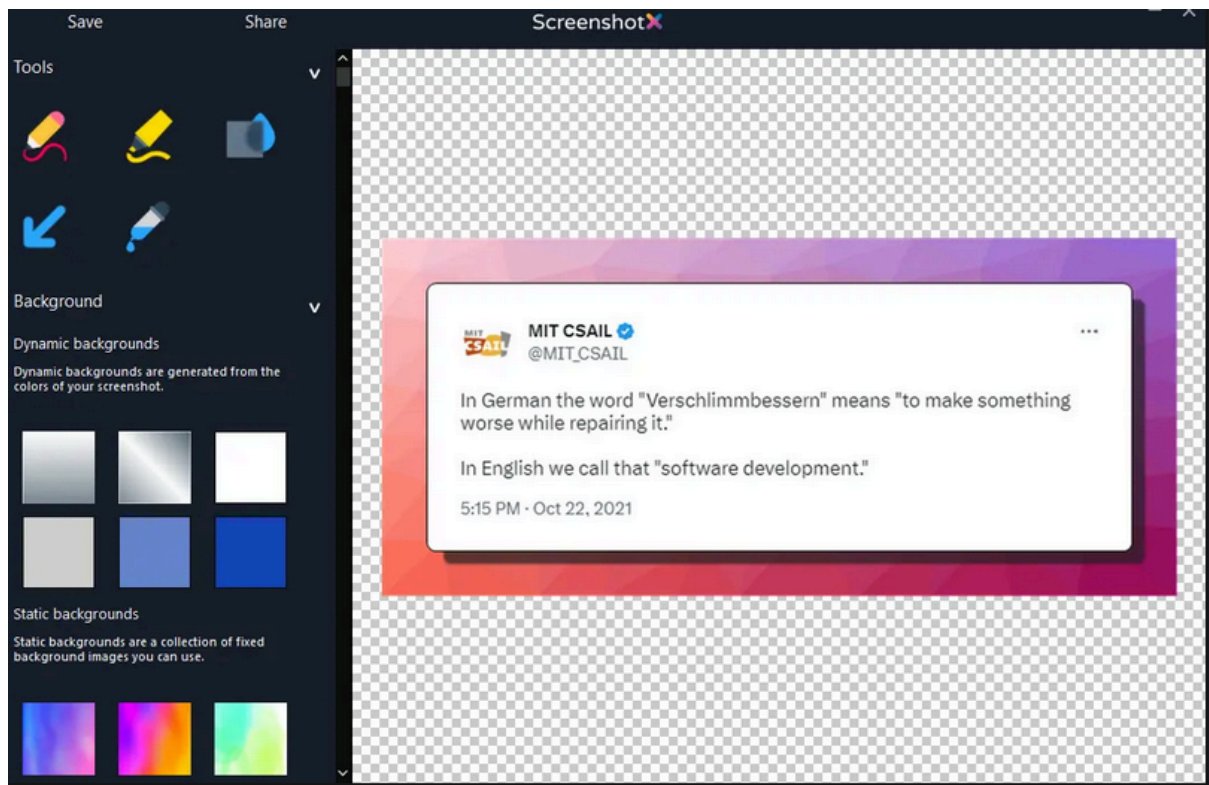 Save
Share
ScreenshotX
Tools
Background
Dynamic backgrounds
Dynamic backgrounds are generated from the
colors of your screenshot.
Static backgrounds
Static backgrounds are a collection of fixed
background images you can use.
MIT
CSAIL
MIT CSAIL
@MIT_CSAIL
In German the word "Verschlimmbessern" means "to make something
worse while repairing it."
In English we call that "software development."
5:15 PM · Oct 22, 2021